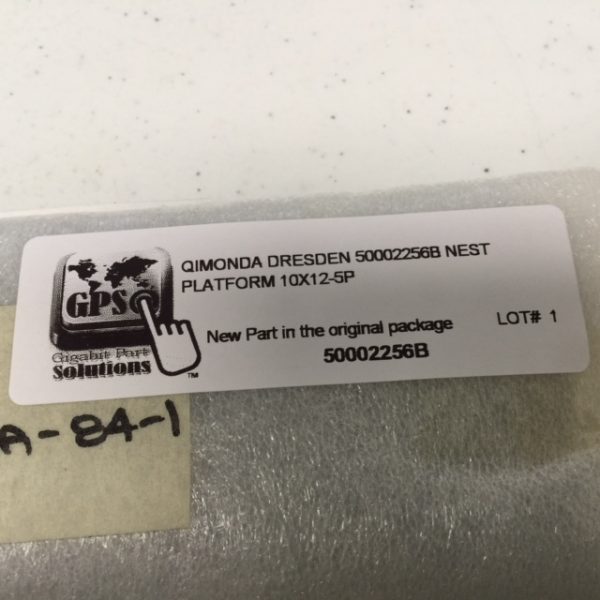 QIMONDA DRESDEN 50002256B NEST
PLATFORM 10X12-5P
GPS
New Part in the original package
LOT# 1
50002256B
Gigabit Part
Solutions
TM
A-84-1